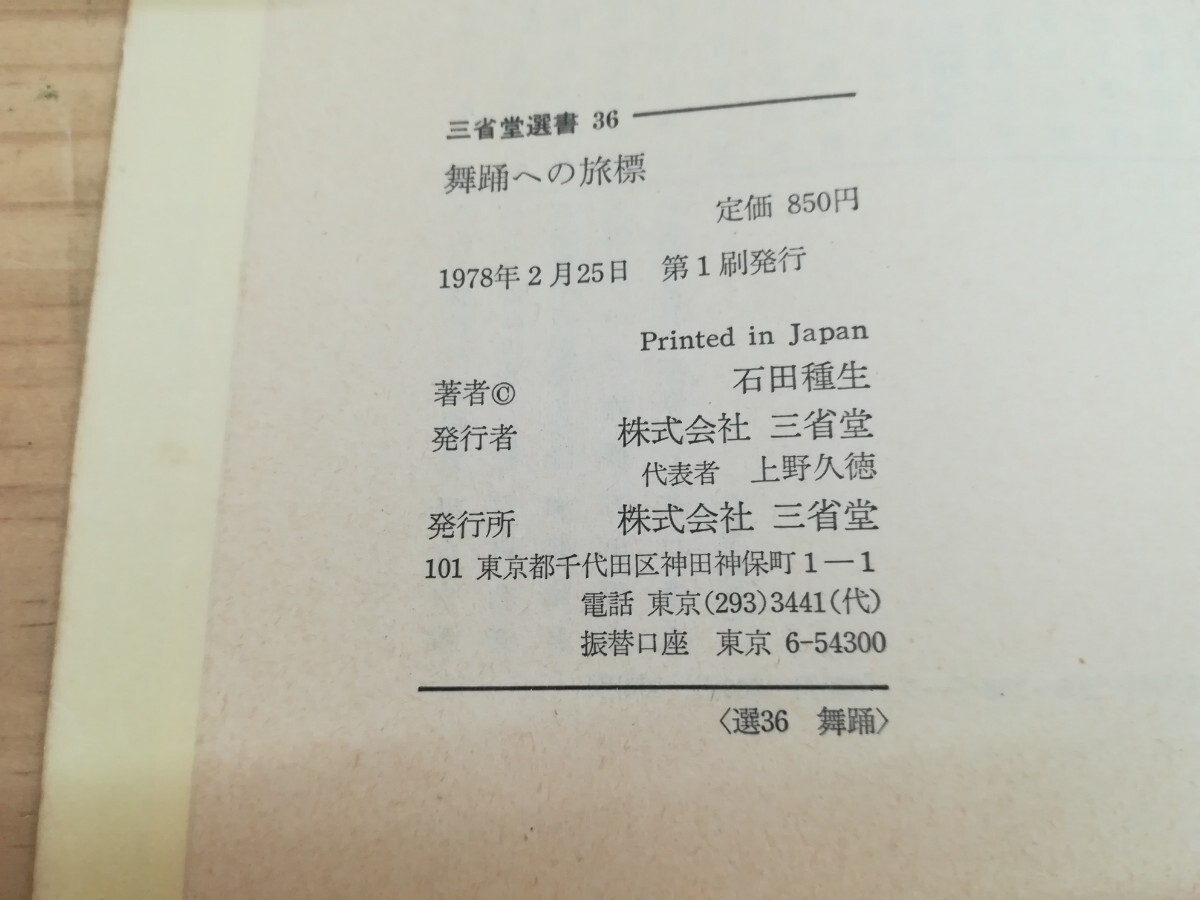 三省堂選書 36
舞踊への旅標
定価 850円
1978年2月25日 第1刷発行
Printed in Japan
著者© 石田種生
発行者 株式会社 三省堂
代表者 上野久徳
発行所 株式会社 三省堂
101 東京都千代田区神田神保町1—1
電話 東京(293)3441(代)
振替口座 東京 6-54300
〈選36 舞踊〉